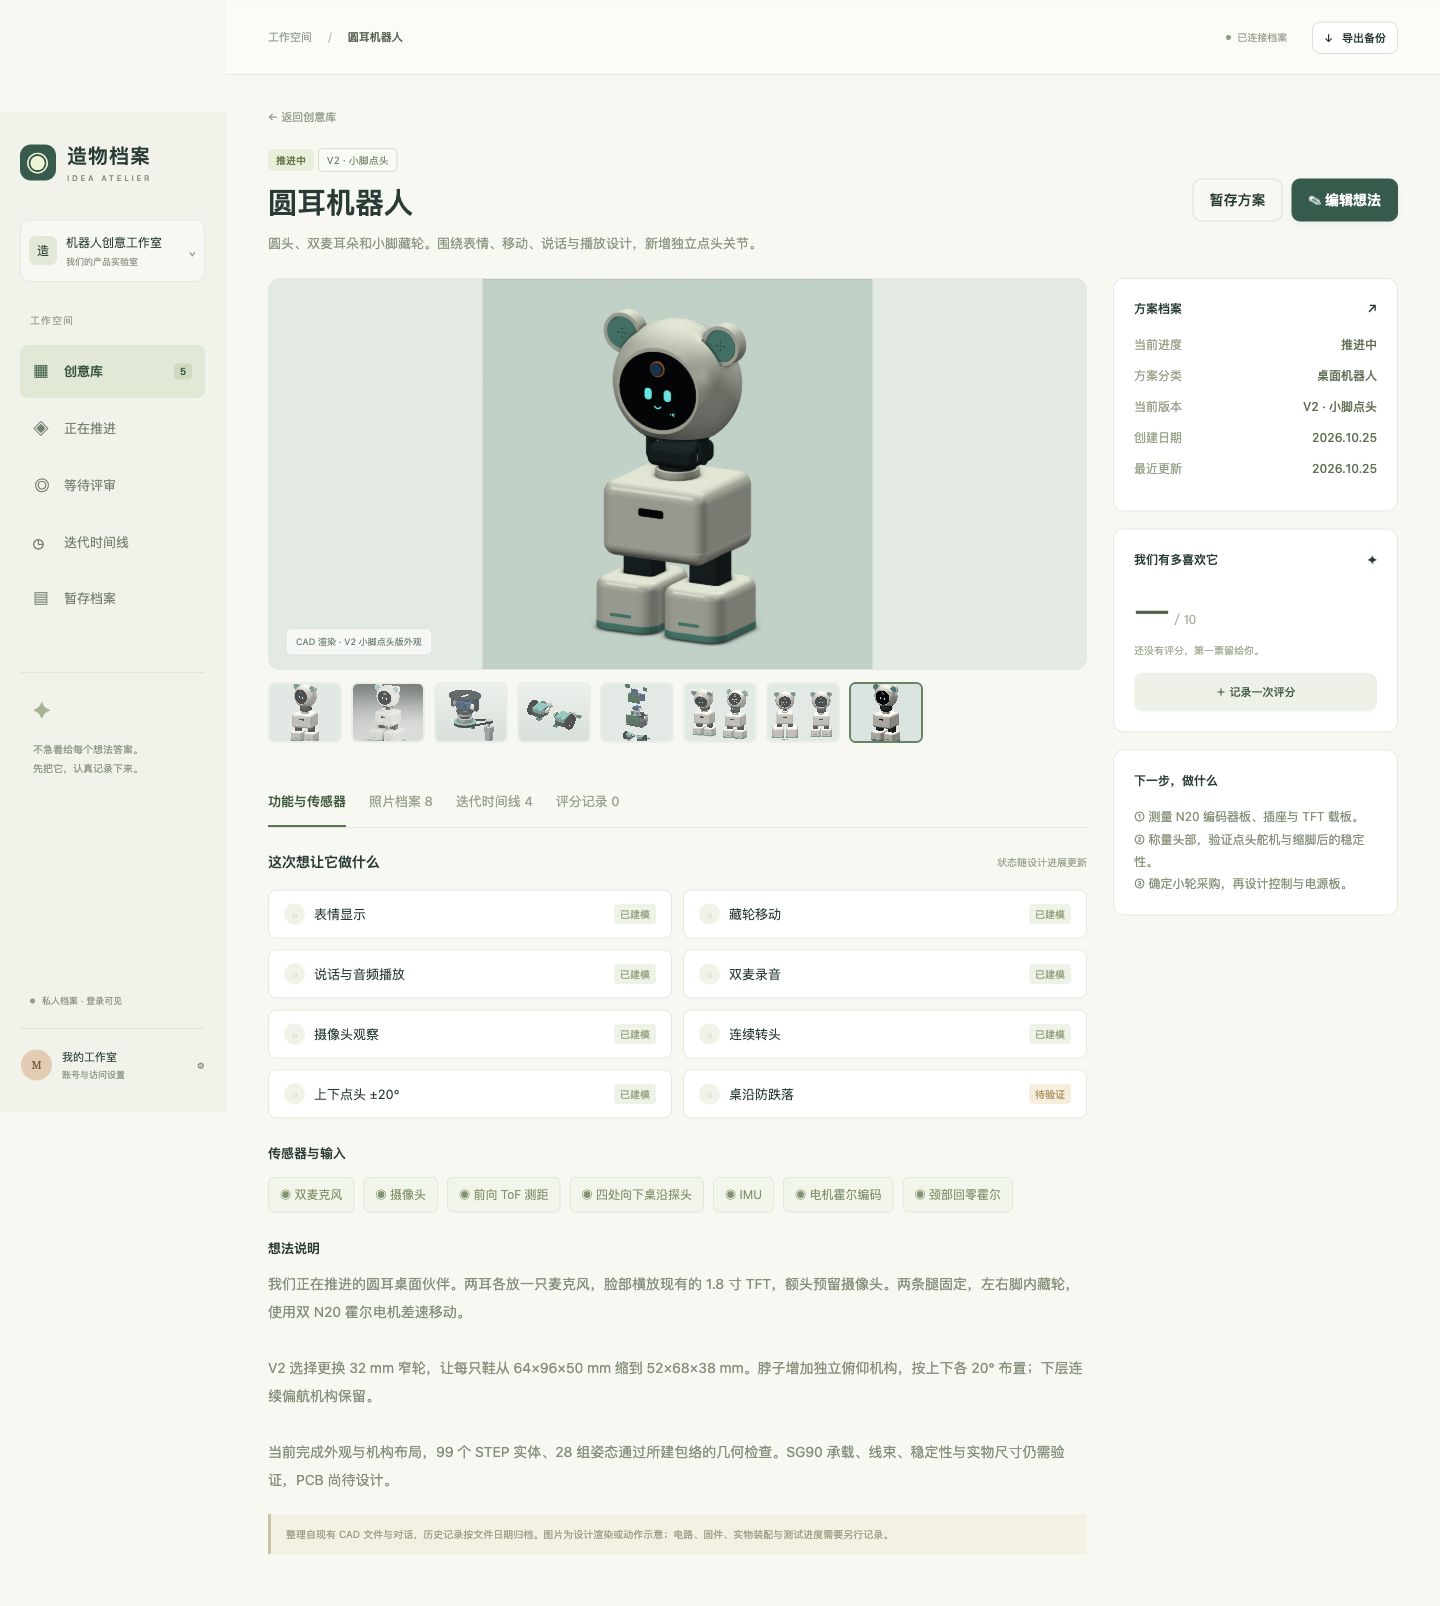 工作空间 / 圆耳机器人
已连接档案
↓ 导出备份
造物档案
IDEA ATELIER
造
机器人创意工作室
我们的产品实验室
工作空间
创意库 5
正在推进
等待评审
迭代时间线
暂存档案
不急着给每个想法答案。
先把它，认真记录下来。
私人档案 · 登录可见
M
我的工作室
账号与访问设置
← 返回创意库
推进中
V2 · 小脚点头
圆耳机器人
圆头、双麦耳朵和小脚藏轮。围绕表情、移动、说话与播放设计，新增独立点头关节。
暂存方案
✎ 编辑想法
CAD 渲染 · V2 小脚点头版外观
功能与传感器
照片档案 8
迭代时间线 4
评分记录 0
这次想让它做什么
状态随设计进展更新
表情显示 已建模
藏轮移动 已建模
说话与音频播放 已建模
双麦录音 已建模
摄像头观察 已建模
连续转头 已建模
上下点头 ±20° 已建模
桌沿防跌落 待验证
传感器与输入
◉ 双麦克风
◉ 摄像头
◉ 前向 ToF 测距
◉ 四处向下桌沿探头
◉ IMU
◉ 电机霍尔编码
◉ 颈部回零霍尔
想法说明
我们正在推进的圆耳桌面伙伴。两耳各放一只麦克风，脸部横放现有的 1.8 寸 TFT，额头预留摄像头。两条腿固定，左右脚内藏轮，
使用双 N20 霍尔电机差速移动。
V2 选择更换 32 mm 窄轮，让每只鞋从 64×96×50 mm 缩到 52×68×38 mm。脖子增加独立俯仰机构，按上下各 20° 布置；下层连
续偏航机构保留。
当前完成外观与机构布局，99 个 STEP 实体、28 组姿态通过所建包络的几何检查。SG90 承载、线束、稳定性与实物尺寸仍需验
证，PCB 尚待设计。
整理自现有 CAD 文件与对话，历史记录按文件日期归档。图片为设计渲染或动作示意；电路、固件、实物装配与测试进度需要另行记录。
方案档案 ↗
当前进度 推进中
方案分类 桌面机器人
当前版本 V2 · 小脚点头
创建日期 2026.10.25
最近更新 2026.10.25
我们有多喜欢它
— / 10
还没有评分，第一票留给你。
＋ 记录一次评分
下一步，做什么
① 测量 N20 编码器板、插座与 TFT 载板。
② 称量头部，验证点头舵机与缩脚后的稳定
性。
③ 确定小轮采购，再设计控制与电源板。